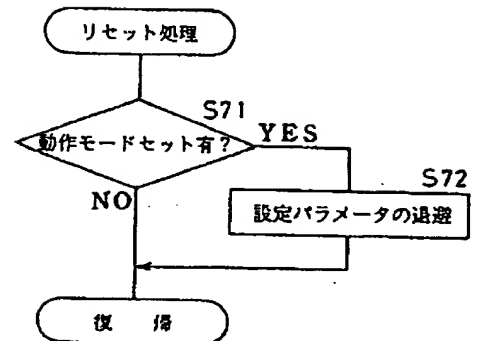 リセット処理
S71
動作モードセット有?
YES
NO
S72
設定パラメータの退避
復 帰